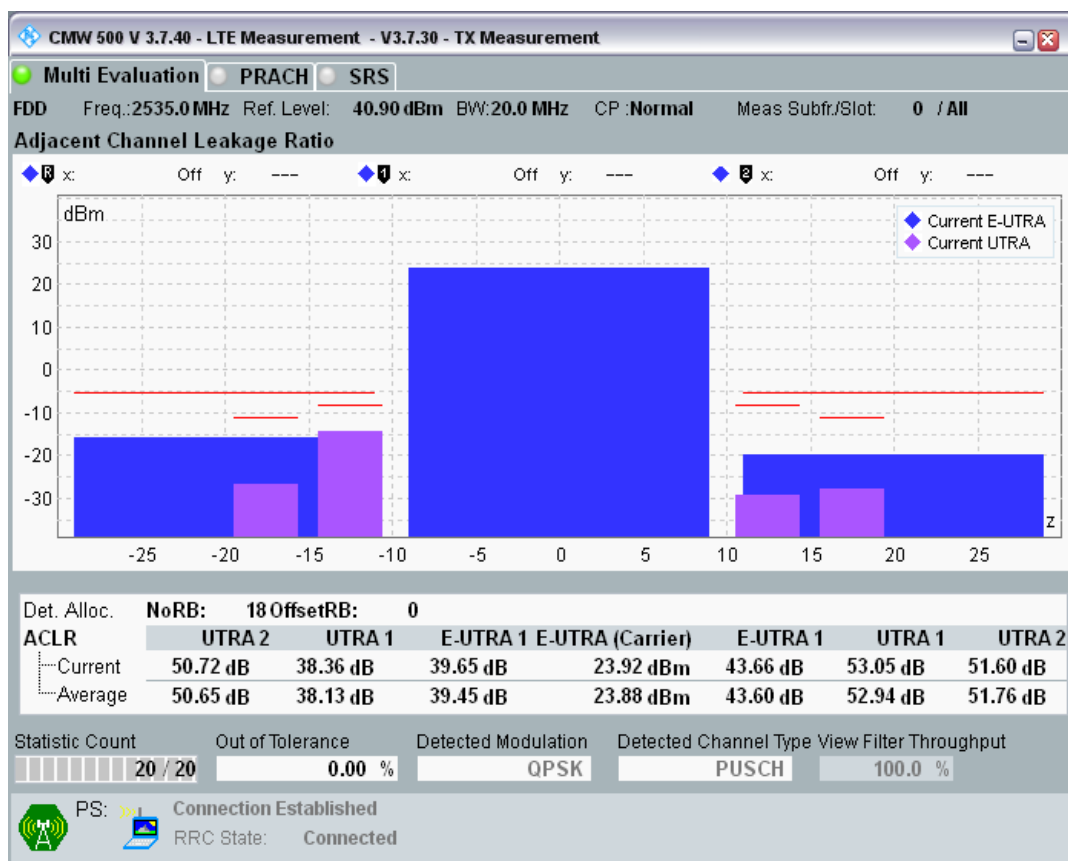 CMW 500 V 3.7.40 - LTE Measurement - V3.7.30 - TX Measurement
Multi Evaluation PRACH SRS
FDD Freq.:2535.0 MHz Ref. Level: 40.90 dBm BW:20.0 MHz CP :Normal Meas Subfr./Slot: 0 / All
Adjacent Channel Leakage Ratio
R x: Off y: --- 1 x: Off y: --- 2 x: Off y: ---
dBm
Current E-UTRA
Current UTRA
30
20
10
0
-10
-20
-30
z
-25 -20 -15 -10 -5 0 5 10 15 20 25
Det. Alloc. NoRB: 18 OffsetRB: 0
ACLR UTRA 2 UTRA 1 E-UTRA 1 E-UTRA (Carrier) E-UTRA 1 UTRA 1 UTRA 2
Current 50.72 dB 38.36 dB 39.65 dB 23.92 dBm 43.66 dB 53.05 dB 51.60 dB
Average 50.65 dB 38.13 dB 39.45 dB 23.88 dBm 43.60 dB 52.94 dB 51.76 dB
Statistic Count Out of Tolerance Detected Modulation Detected Channel Type View Filter Throughput
20 / 20 0.00 % QPSK PUSCH 100.0 %
PS: Connection Established
RRC State: Connected